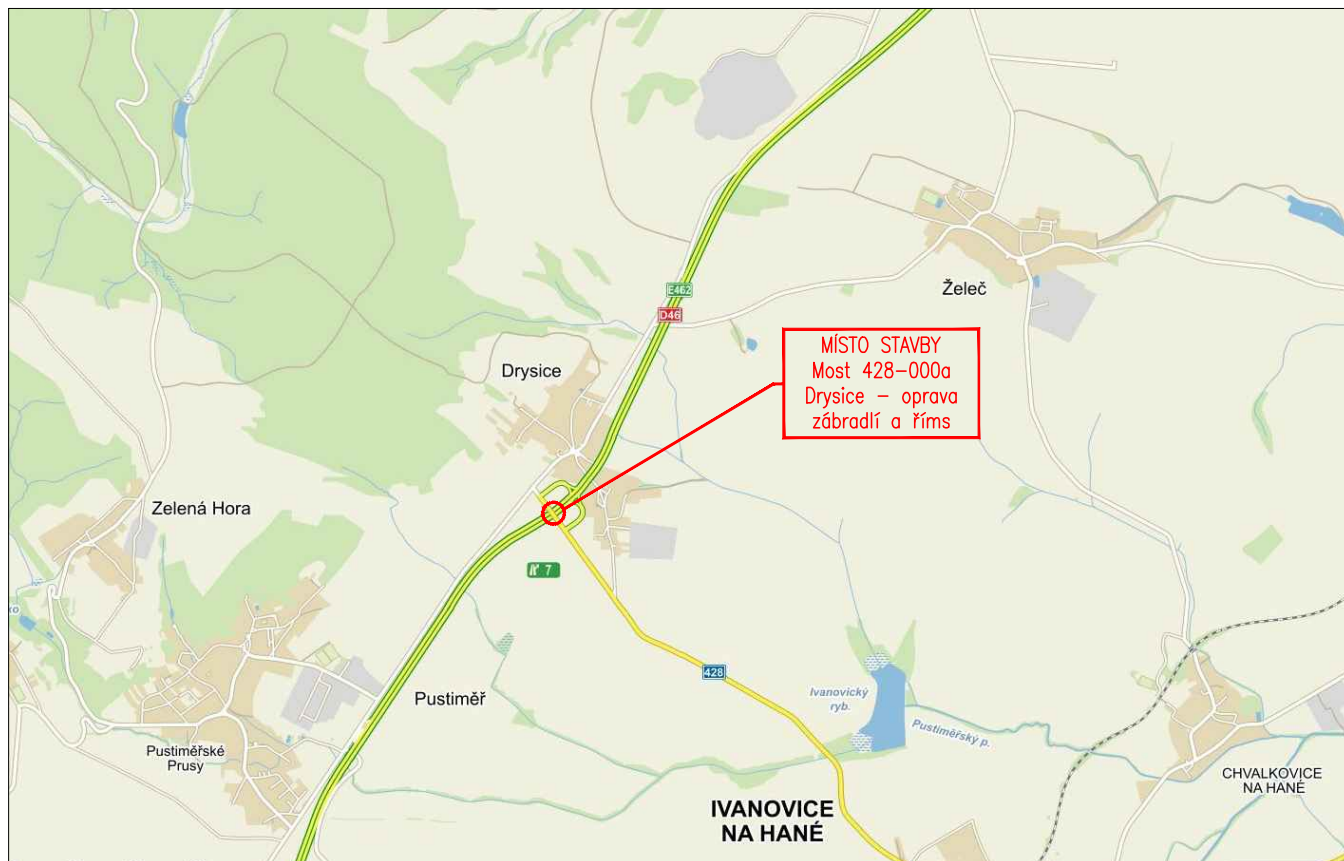 E462
D46
Želeč
MÍSTO STAVBY
Most 428-000a
Drysice - oprava
zábradlí a říms
Drysice
Zelená Hora
7
428
Pustiměř
Ivanovický
ryb.
Pustiměřský p.
Pustiměřské
Prusy
CHVALKOVICE
NA HANÉ
IVANOVICE
NA HANÉ